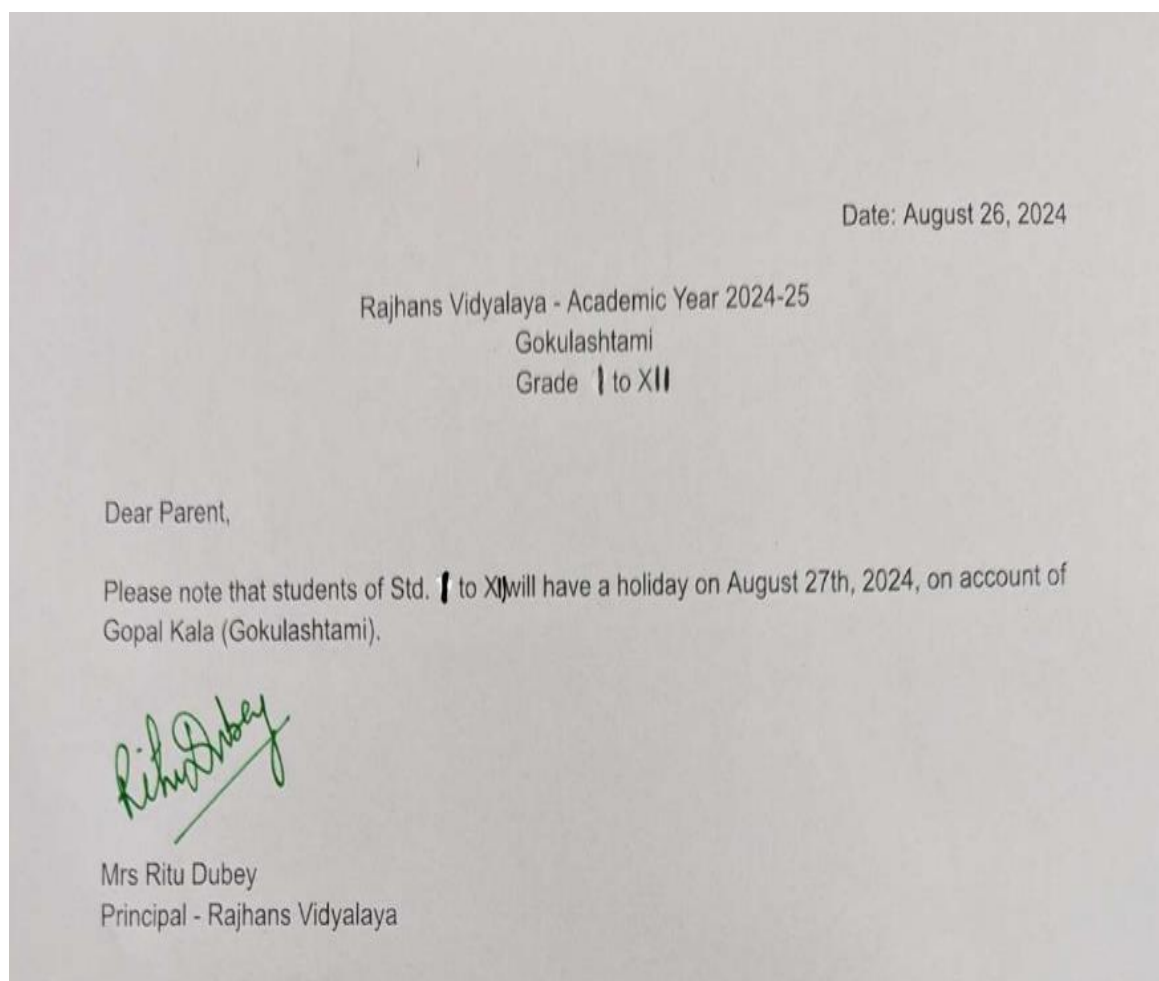 Date: August 26, 2024
Rajhans Vidyalaya - Academic Year 2024-25
Gokulashtami
Grade I to XII
Dear Parent,
Please note that students of Std. I to XII will have a holiday on August 27th, 2024, on account of
Gopal Kala (Gokulashtami).
Ritu Dubey
Mrs Ritu Dubey
Principal - Rajhans Vidyalaya